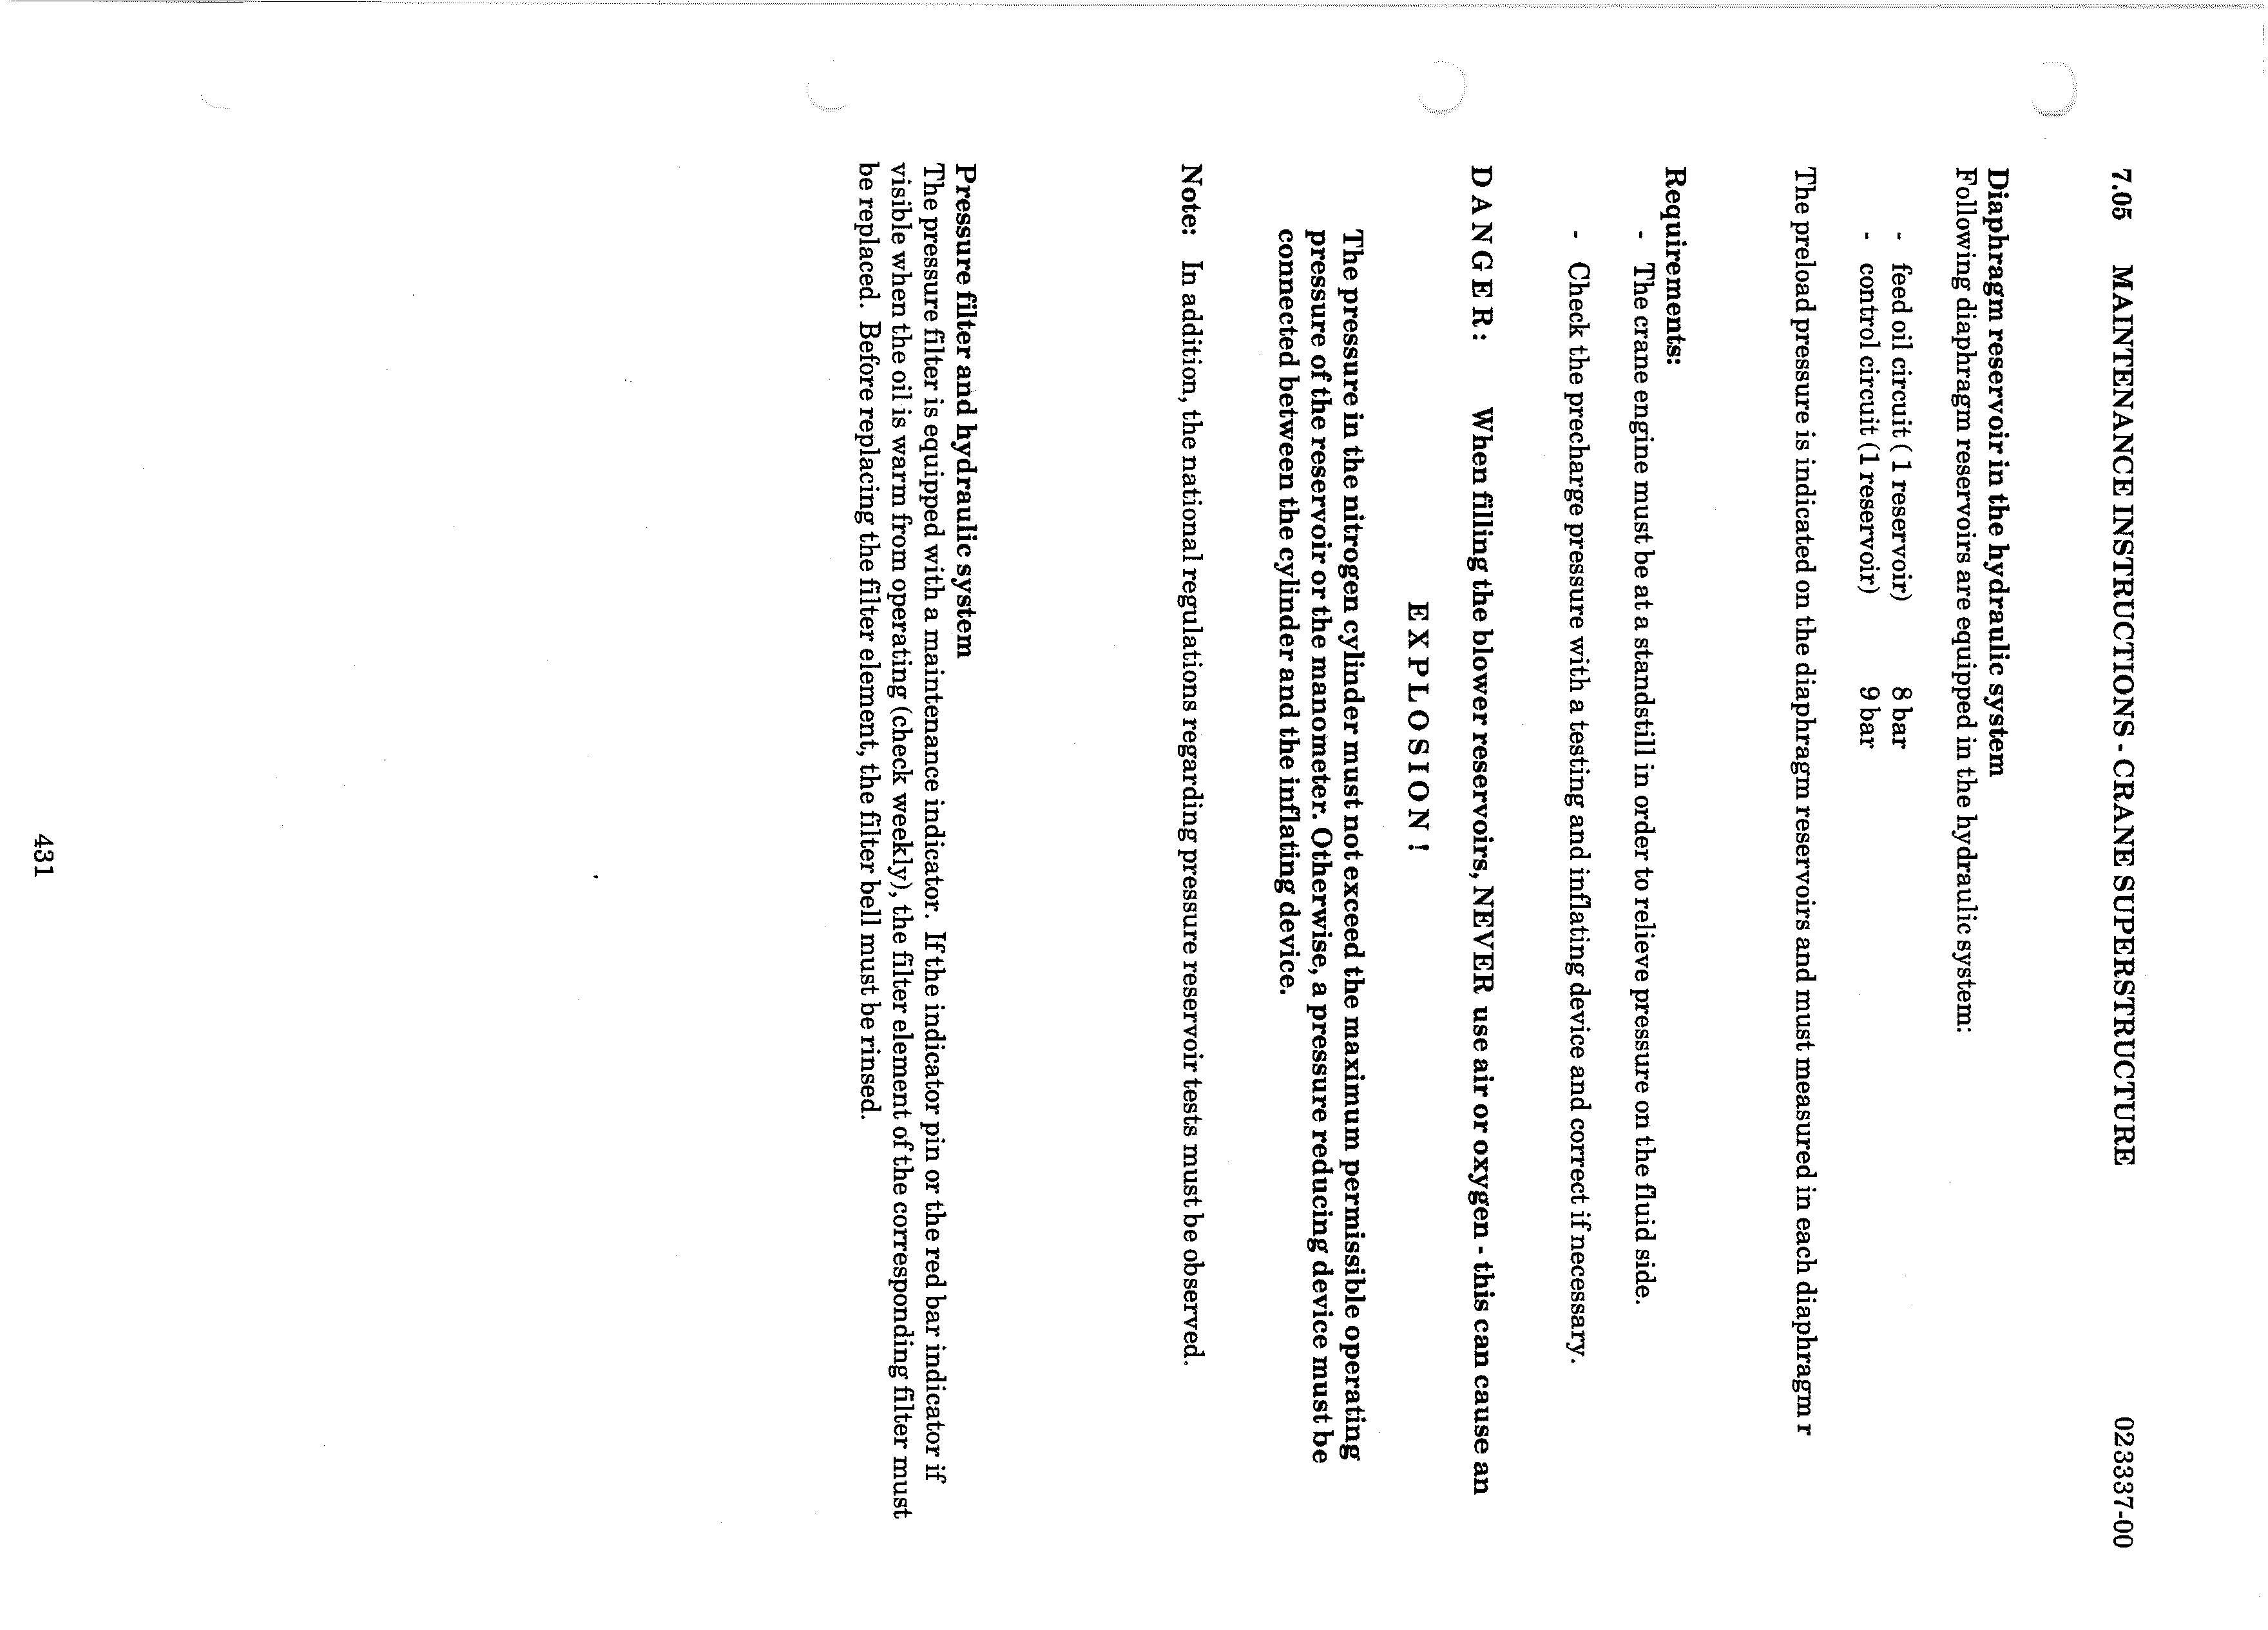 7.05 MAINTENANCE INSTRUCTIONS - CRANE SUPERSTRUCTURE 023337-00
Diaphragm reservoir in the hydraulic system
Following diaphragm reservoirs are equipped in the hydraulic system:
- feed oil circuit ( 1 reservoir) 8 bar
- control circuit (1 reservoir) 9 bar
The preload pressure is indicated on the diaphragm reservoirs and must measured in each diaphragm r
Requirements:
- The crane engine must be at a standstill in order to relieve pressure on the fluid side.
- Check the precharge pressure with a testing and inflating device and correct if necessary.
D A N G E R : When filling the blower reservoirs, NEVER use air or oxygen - this can cause an
E X P L O S I O N !
The pressure in the nitrogen cylinder must not exceed the maximum permissible operating
pressure of the reservoir or the manometer. Otherwise, a pressure reducing device must be
connected between the cylinder and the inflating device.
Note: In addition, the national regulations regarding pressure reservoir tests must be observed.
Pressure filter and hydraulic system
The pressure filter is equipped with a maintenance indicator. If the indicator pin or the red bar indicator if
visible when the oil is warm from operating (check weekly), the filter element of the corresponding filter must
be replaced. Before replacing the filter element, the filter bell must be rinsed.
431